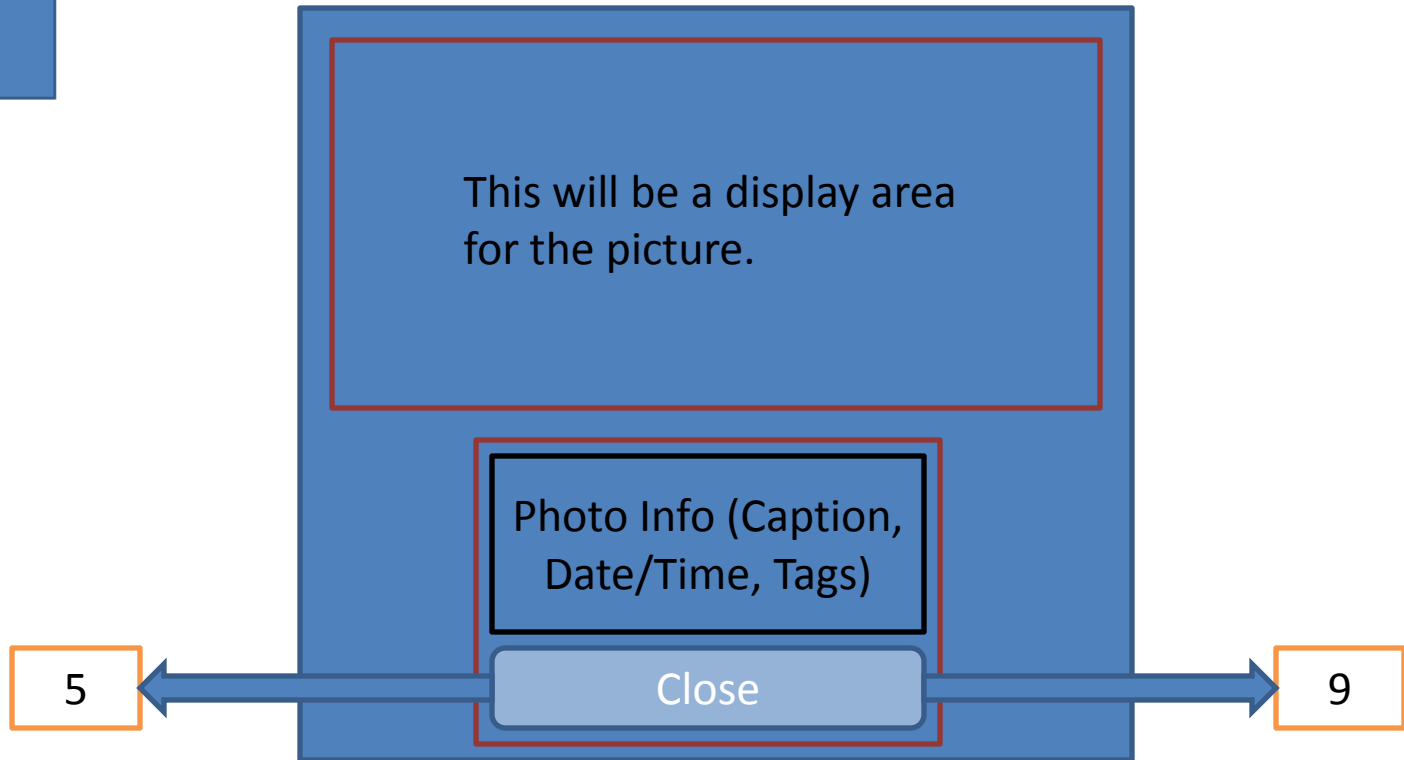 This will be a display area
for the picture.
Photo Info (Caption,
Date/Time, Tags)
5
Close
9